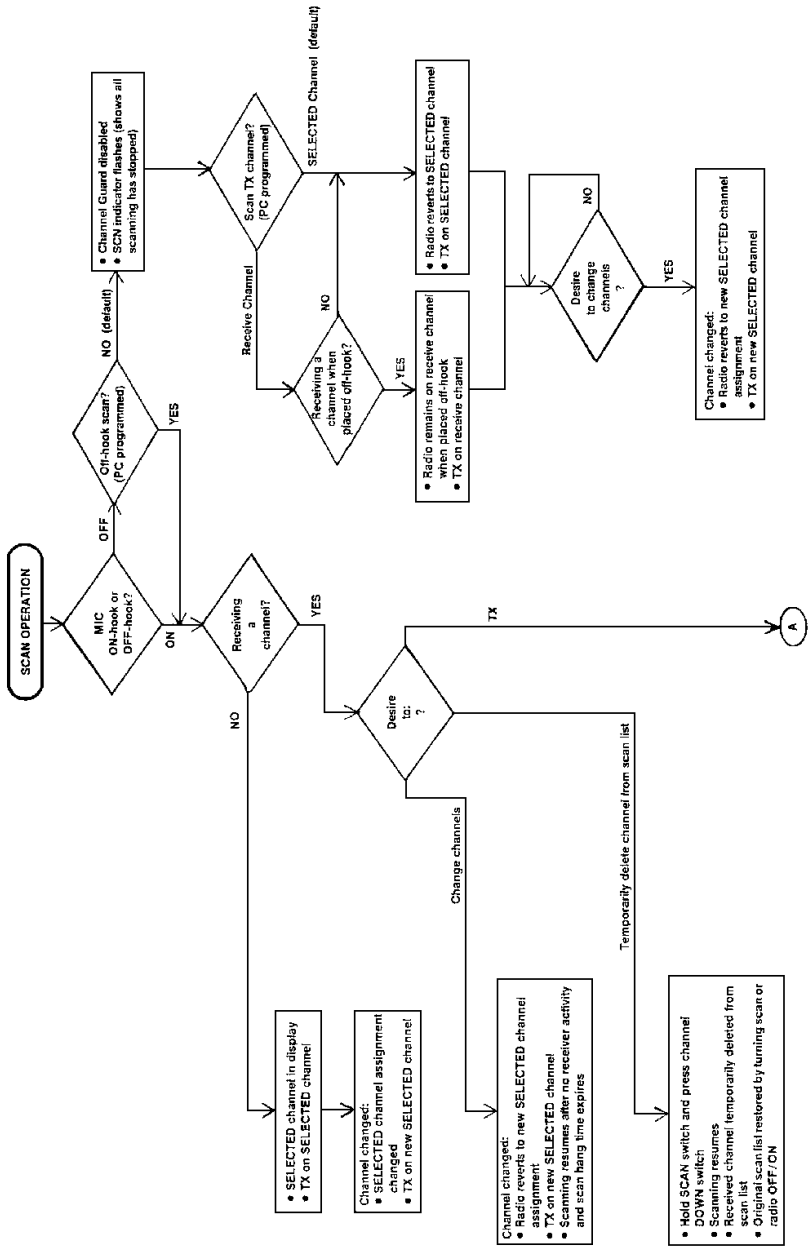 SCAN OPERATION
MIC
ON-hook or
OFF-hook?
OFF
ON
Off-hook scan?
(PC programmed)
NO (default)
YES
● Channel Guard disabled
● SCN indicator flashes (shows all
scanning has stopped)
Scan TX channel?
(PC programmed)
SELECTED Channel (default)
Receive Channel
Receiving a
channel when
placed off-hook?
NO
YES
● Radio reverts to SELECTED channel
● TX on SELECTED channel
● Radio remains on receive channel
when placed off-hook
● TX on receive channel
Desire
to change
channels
?
NO
YES
Channel changed:
● Radio reverts to new SELECTED channel
assignment
● TX on new SELECTED channel
Receiving
a
channel?
NO
YES
● SELECTED channel in display
● TX on SELECTED channel
Channel changed:
● SELECTED channel assignment
changed
● TX on new SELECTED channel
Desire
to:
?
TX
A
Change channels
Channel changed:
● Radio reverts to new SELECTED channel
assignment
● TX on new SELECTED channel
● Scanning resumes after no receiver activity
and scan hang time expires
Temporarily delete channel from scan list
● Hold SCAN switch and press channel
DOWN switch
● Scanning resumes
● Received channel temporarily deleted from
scan list
● Original scan list restored by turning scan or
radio OFF/ON